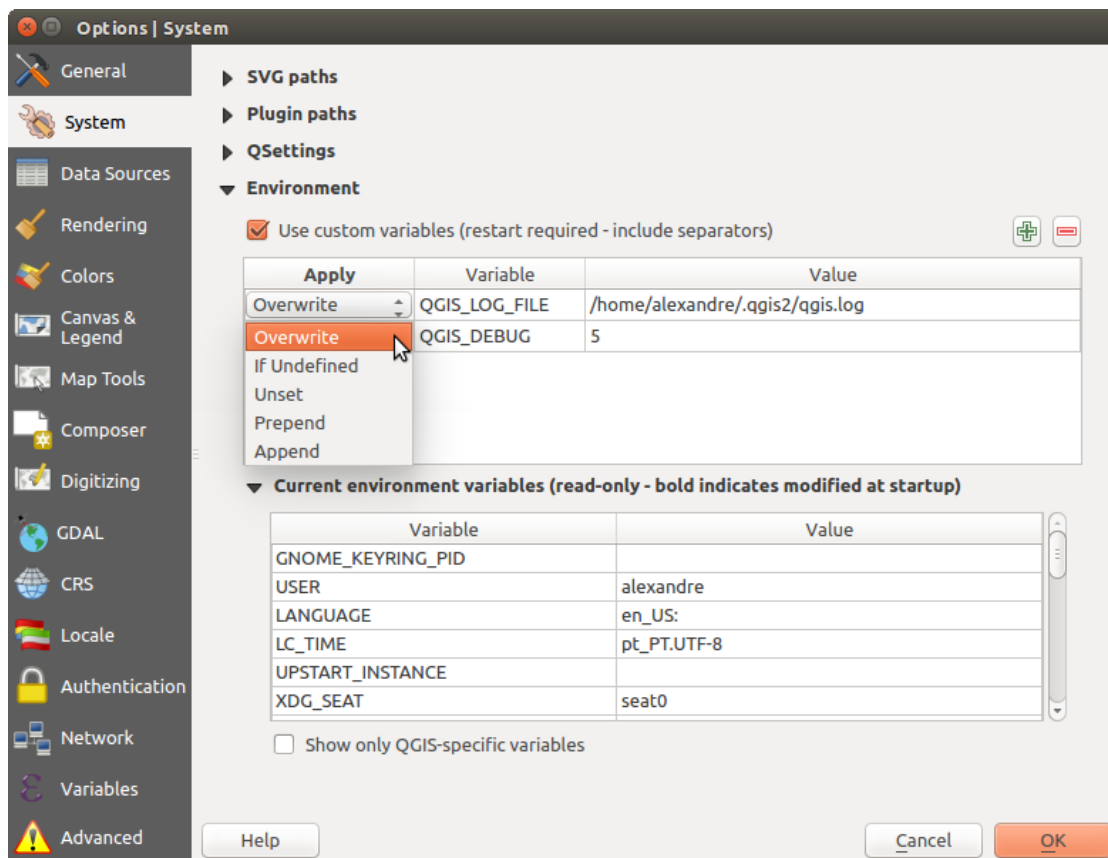 Options | System
General
System
Data Sources
Rendering
Colors
Canvas &
Legend
Map Tools
Composer
Digitizing
GDAL
CRS
Locale
Authentication
Network
Variables
Advanced
SVG paths
Plugin paths
QSettings
Environment
Use custom variables (restart required - include separators)
Apply Variable Value
Overwrite QGIS_LOG_FILE /home/alexandre/.qgis2/qgis.log
Overwrite QGIS_DEBUG 5
If Undefined
Unset
Prepend
Append
Current environment variables (read-only - bold indicates modified at startup)
Variable Value
GNOME_KEYRING_PID
USER alexandre
LANGUAGE en_US:
LC_TIME pt_PT.UTF-8
UPSTART_INSTANCE
XDG_SEAT seat0
Show only QGIS-specific variables
Help Cancel OK